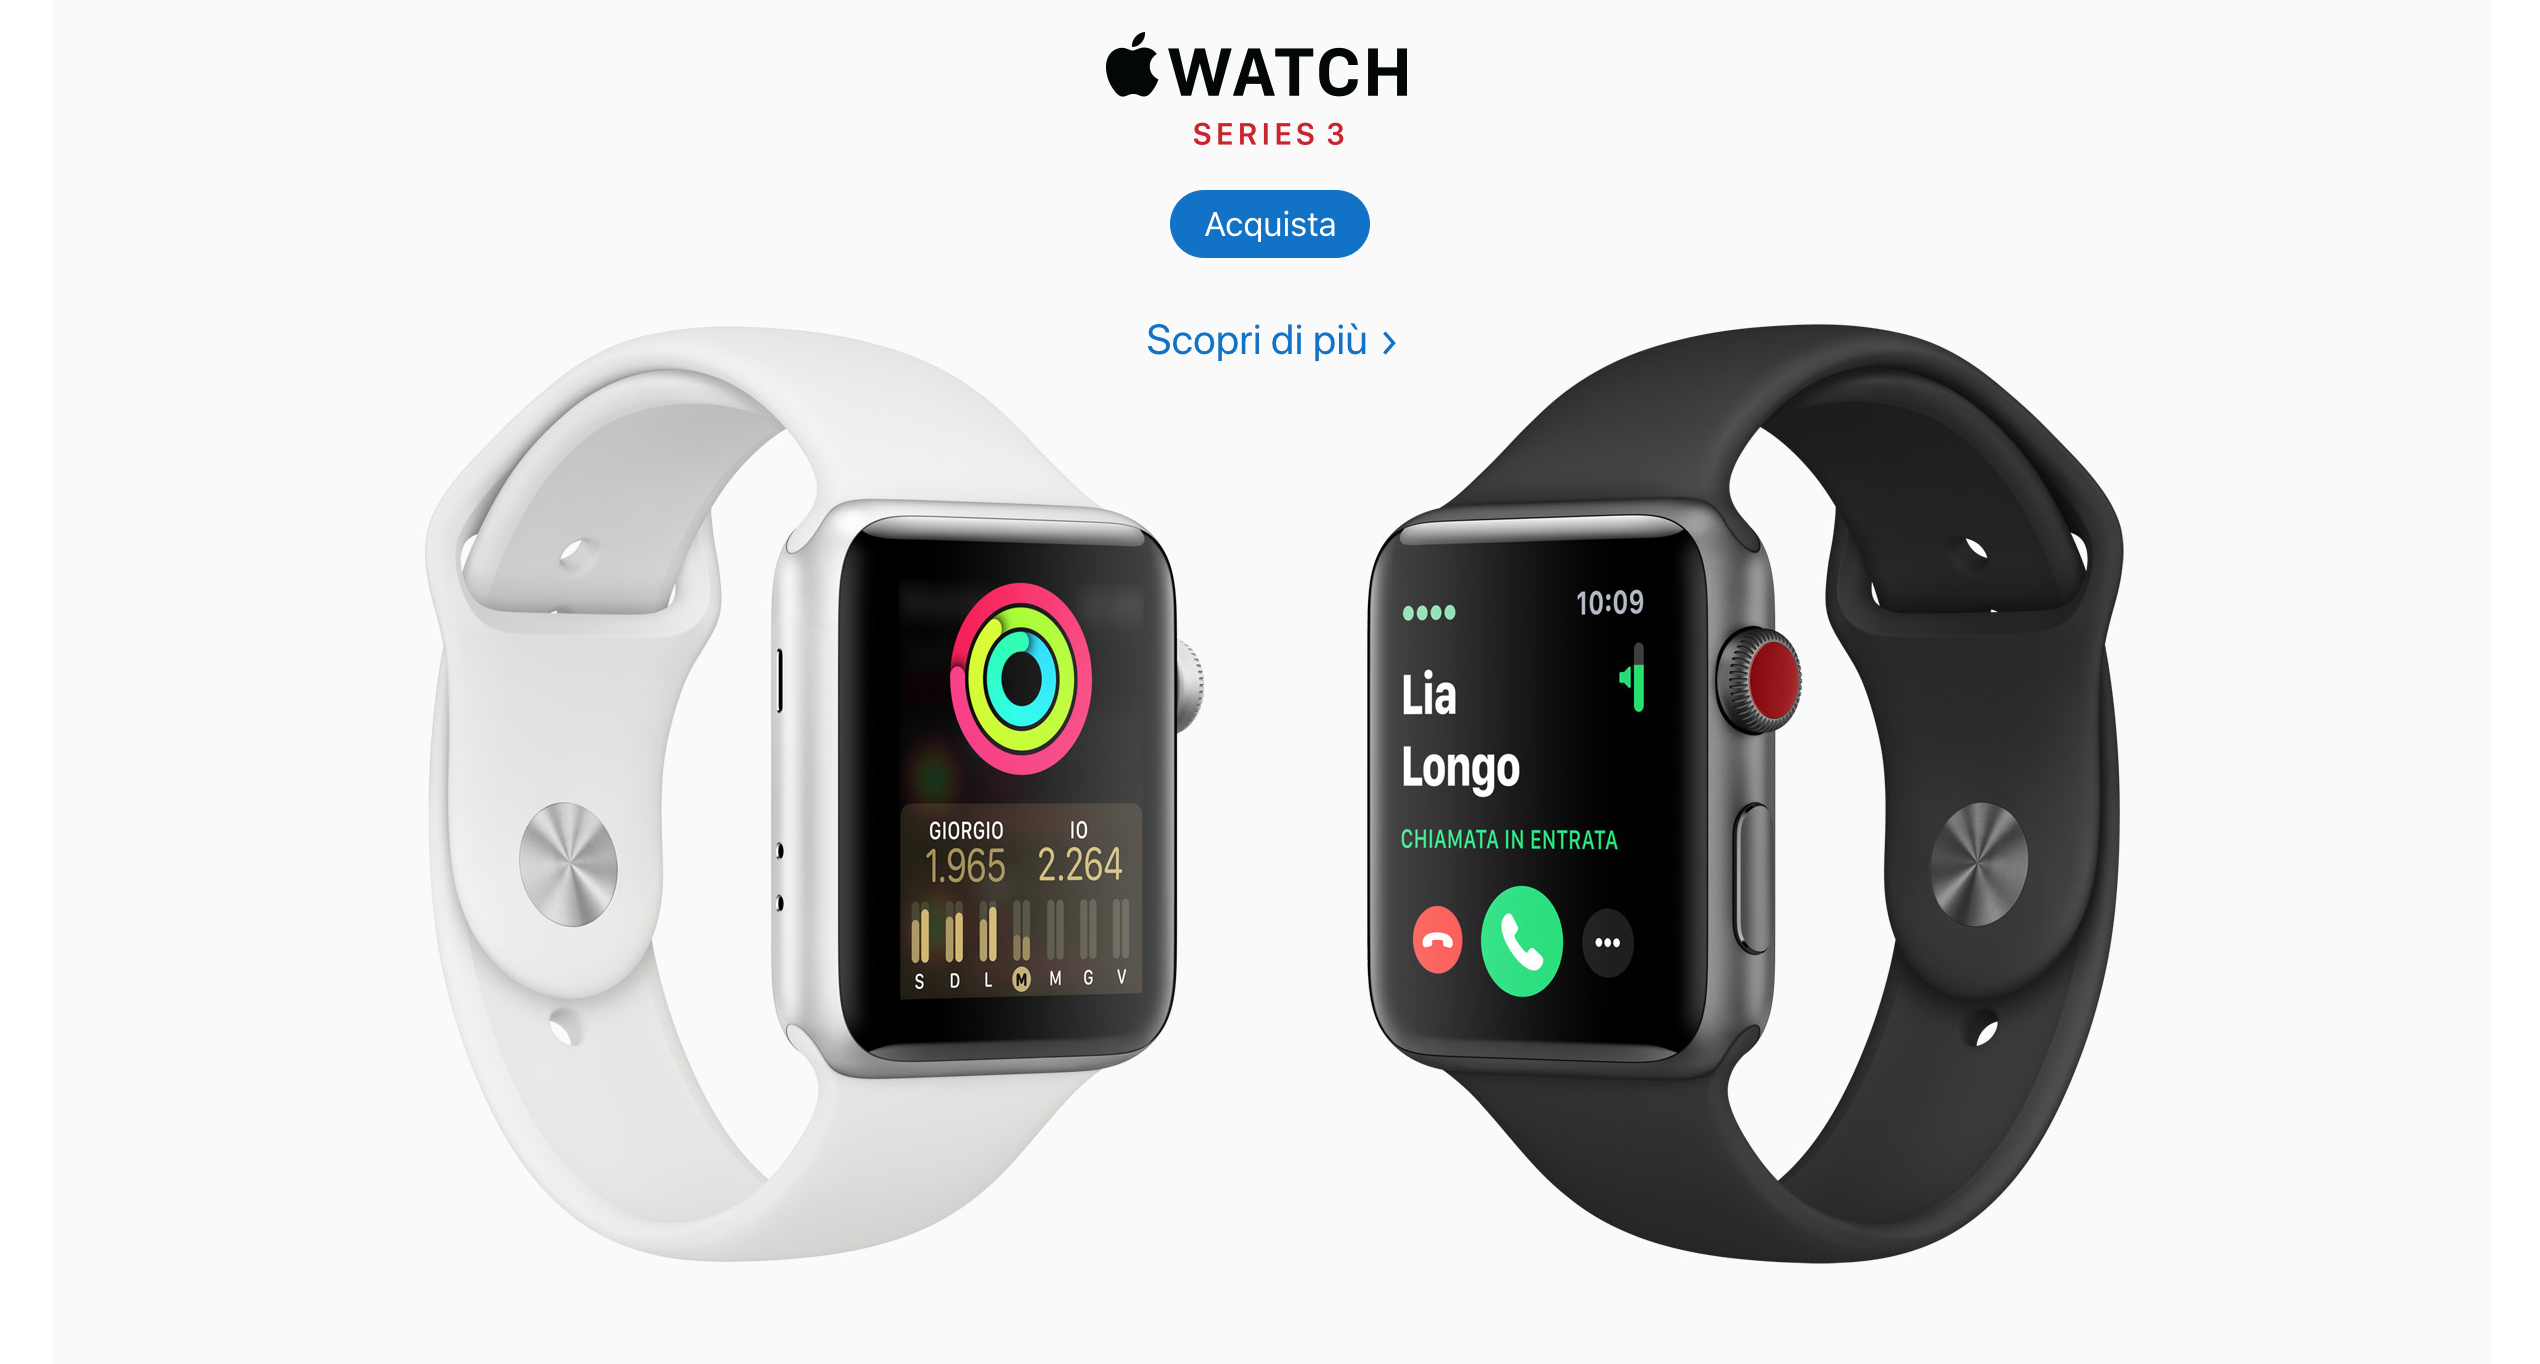 WATCH
SERIES 3
Acquista
Scopri di più
GIORGIO IO
1.965 2.264
S D L M M G V
10:09
Lia
Longo
CHIAMATA IN ENTRATA